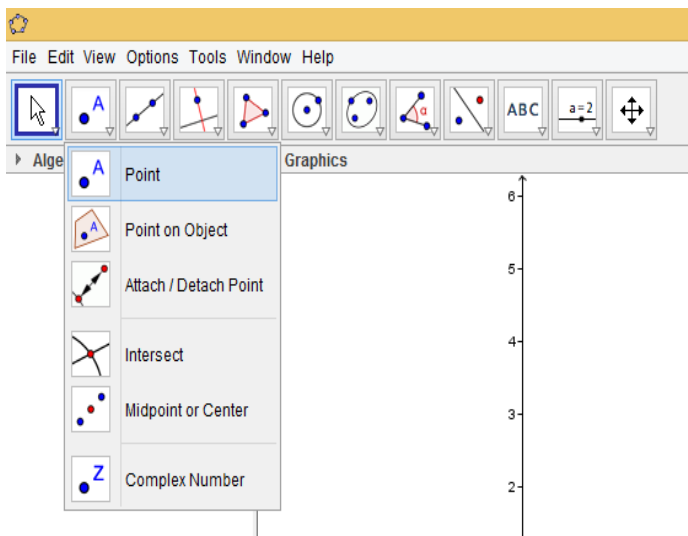 File Edit View Options Tools Window Help
A ABC a=2
α
Alge Graphics
A Point
A Point on Object
Attach / Detach Point
Intersect
Midpoint or Center
Z Complex Number
6
5
4
3
2